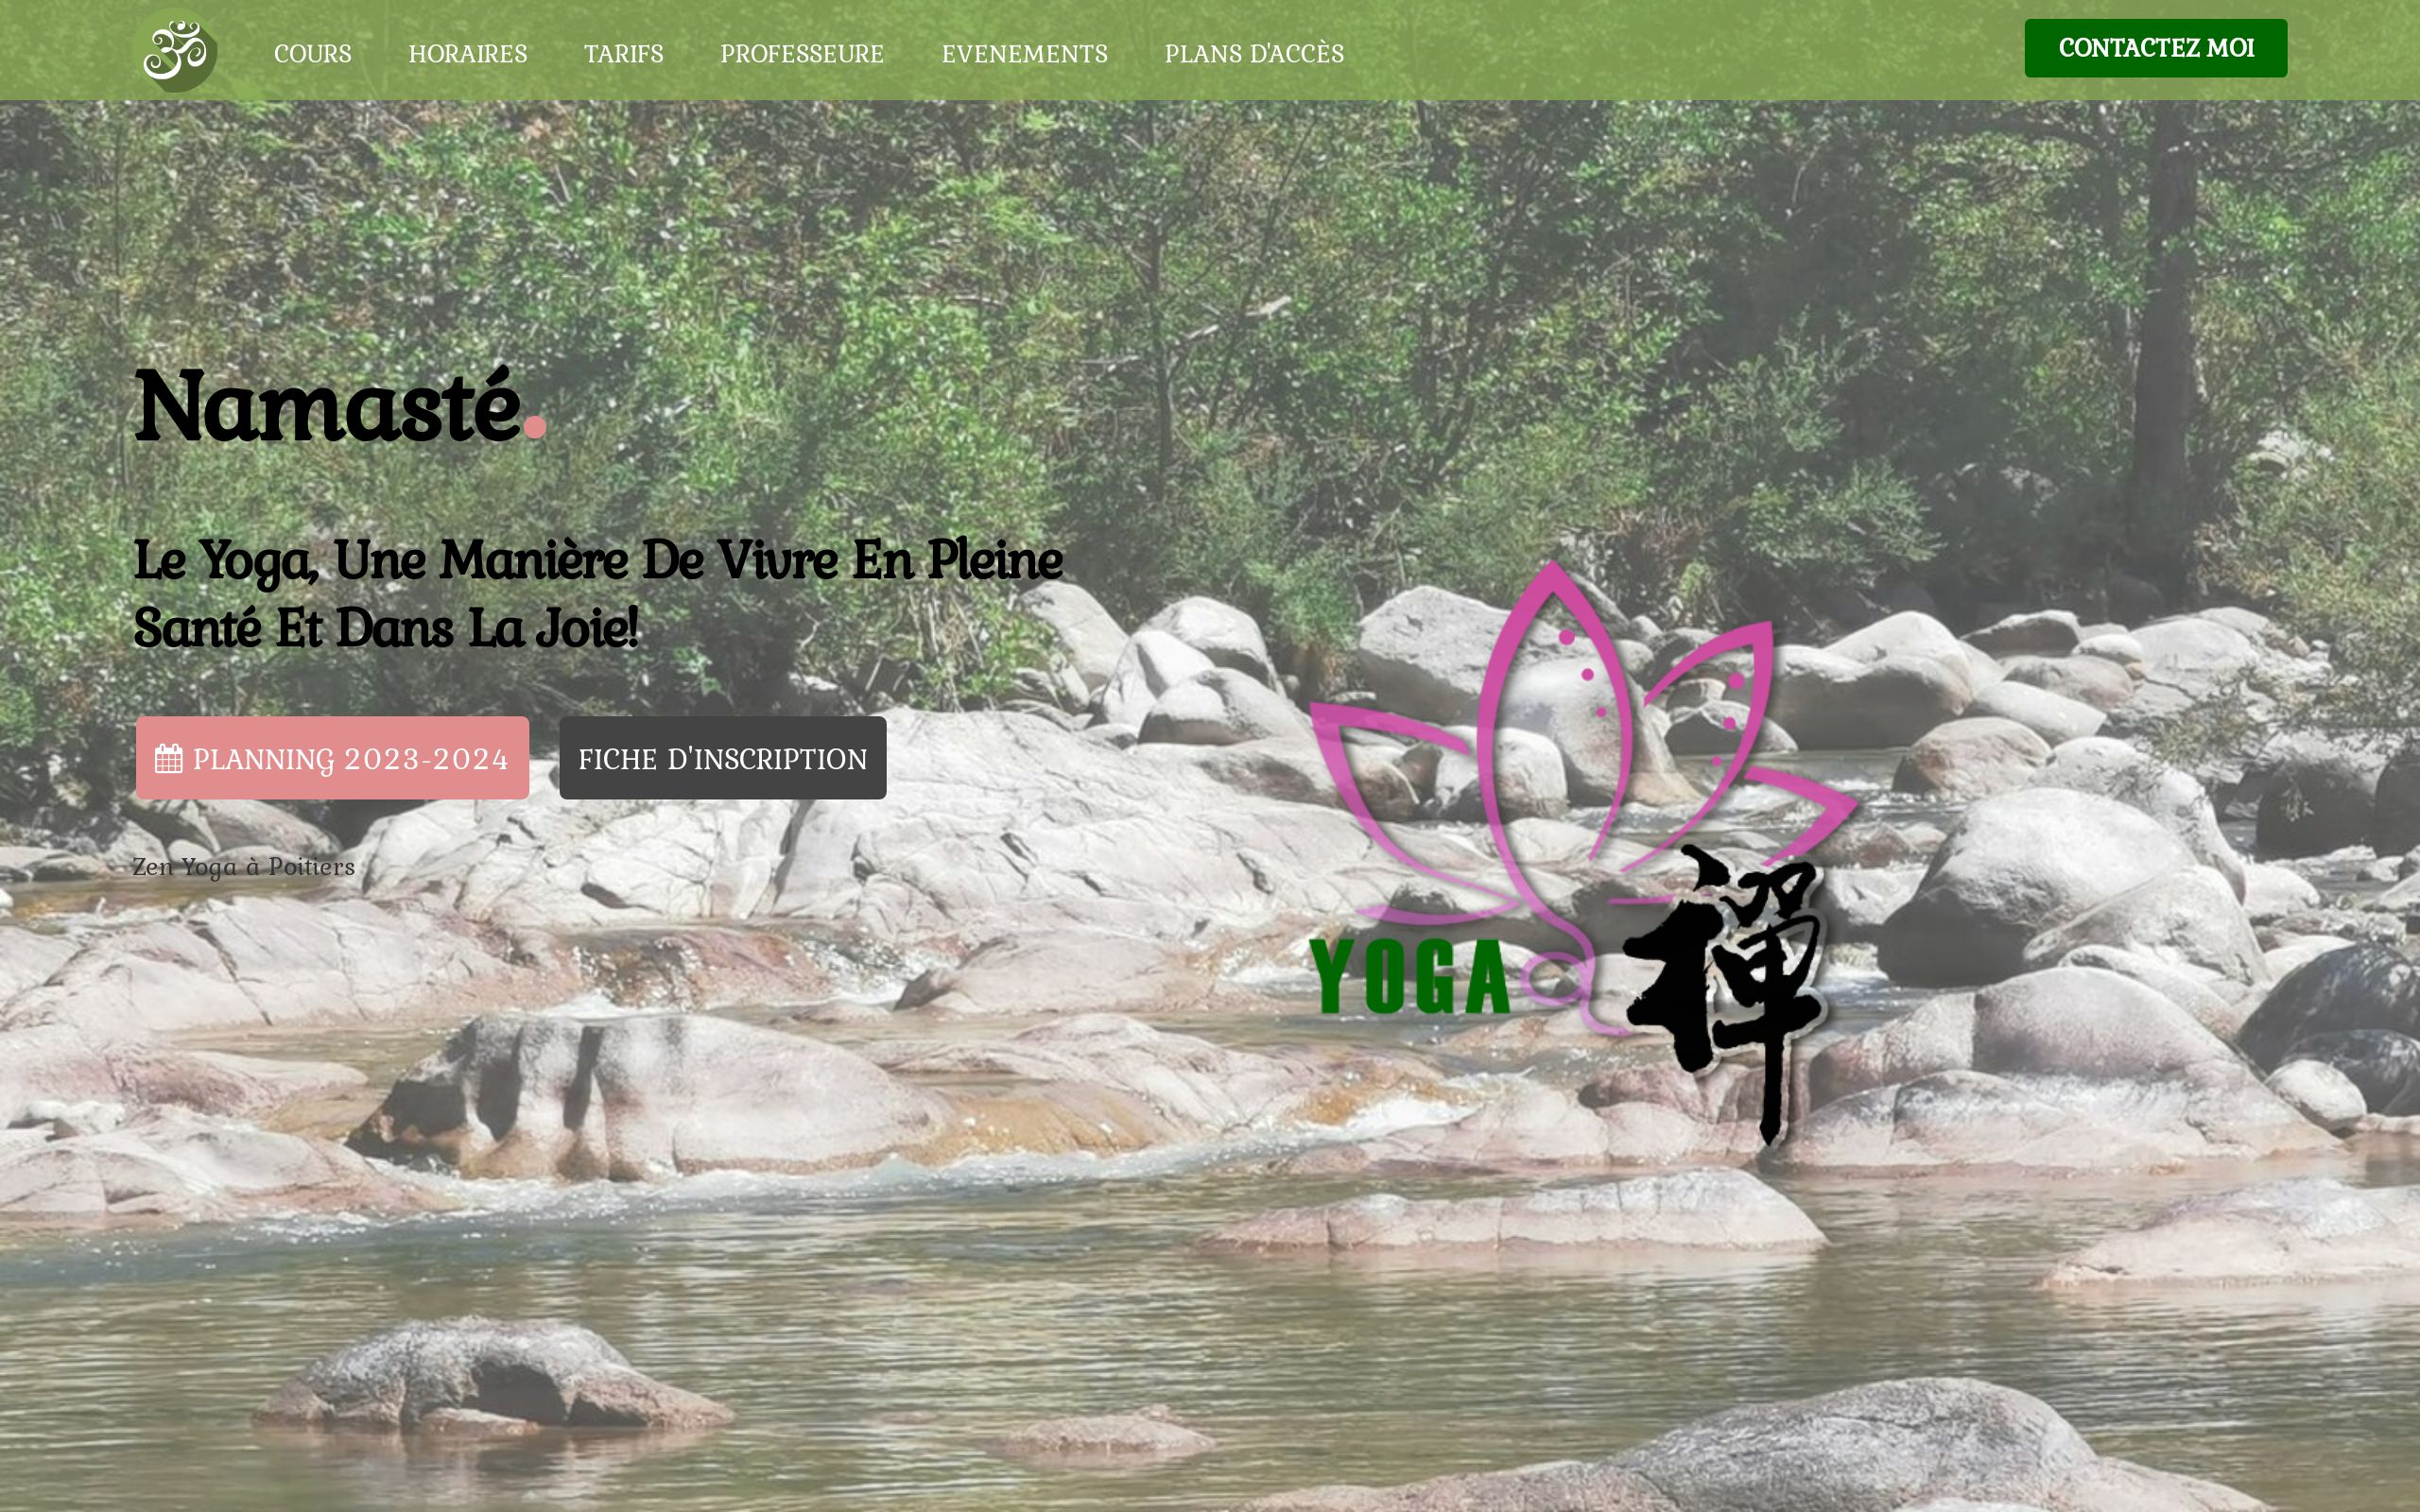 ॐ
COURS
HORAIRES
TARIFS
PROFESSEURE
EVENEMENTS
PLANS D'ACCÈS
CONTACTEZ MOI
Namasté.
Le Yoga, Une Manière De Vivre En Pleine
Santé Et Dans La Joie!
PLANNING 2023-2024
FICHE D'INSCRIPTION
Zen Yoga à Poitiers
YOGA
禪